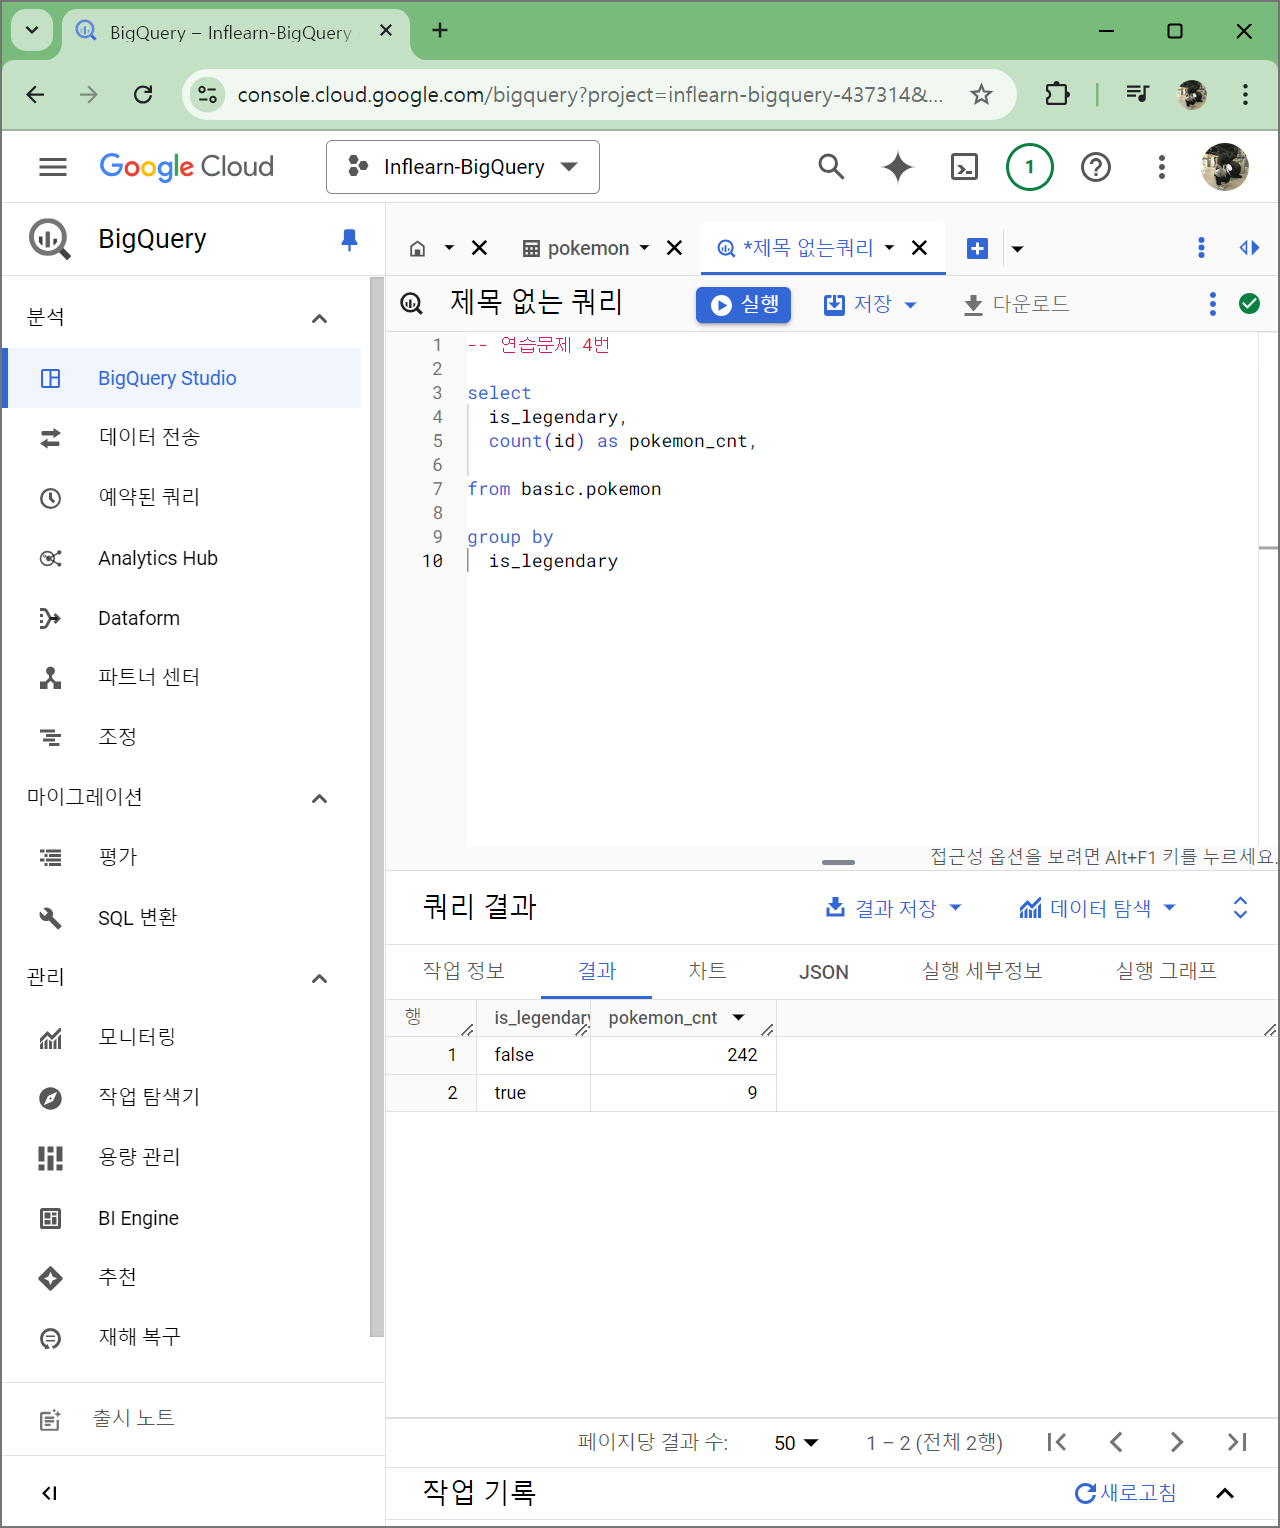 BigQuery – Inflearn-BigQuery
console.cloud.google.com/bigquery?project=inflearn-bigquery-437314&...
Google Cloud
Inflearn-BigQuery
1
BigQuery
pokemon
*제목 없는쿼리
분석
제목 없는 쿼리
실행
저장
다운로드
BigQuery Studio
데이터 전송
예약된 쿼리
Analytics Hub
Dataform
파트너 센터
조정
마이그레이션
평가
SQL 변환
관리
모니터링
작업 탐색기
용량 관리
BI Engine
추천
재해 복구
출시 노트
1 -- 연습문제 4번
2
3 select
4 is_legendary,
5 count(id) as pokemon_cnt,
6
7 from basic.pokemon
8
9 group by
10 is_legendary
접근성 옵션을 보려면 Alt+F1 키를 누르세요.
쿼리 결과
결과 저장
데이터 탐색
작업 정보 결과 차트 JSON 실행 세부정보 실행 그래프
행 is_legendary pokemon_cnt
1 false 242
2 true 9
페이지당 결과 수: 50 1 – 2 (전체 2행)
작업 기록
새로고침